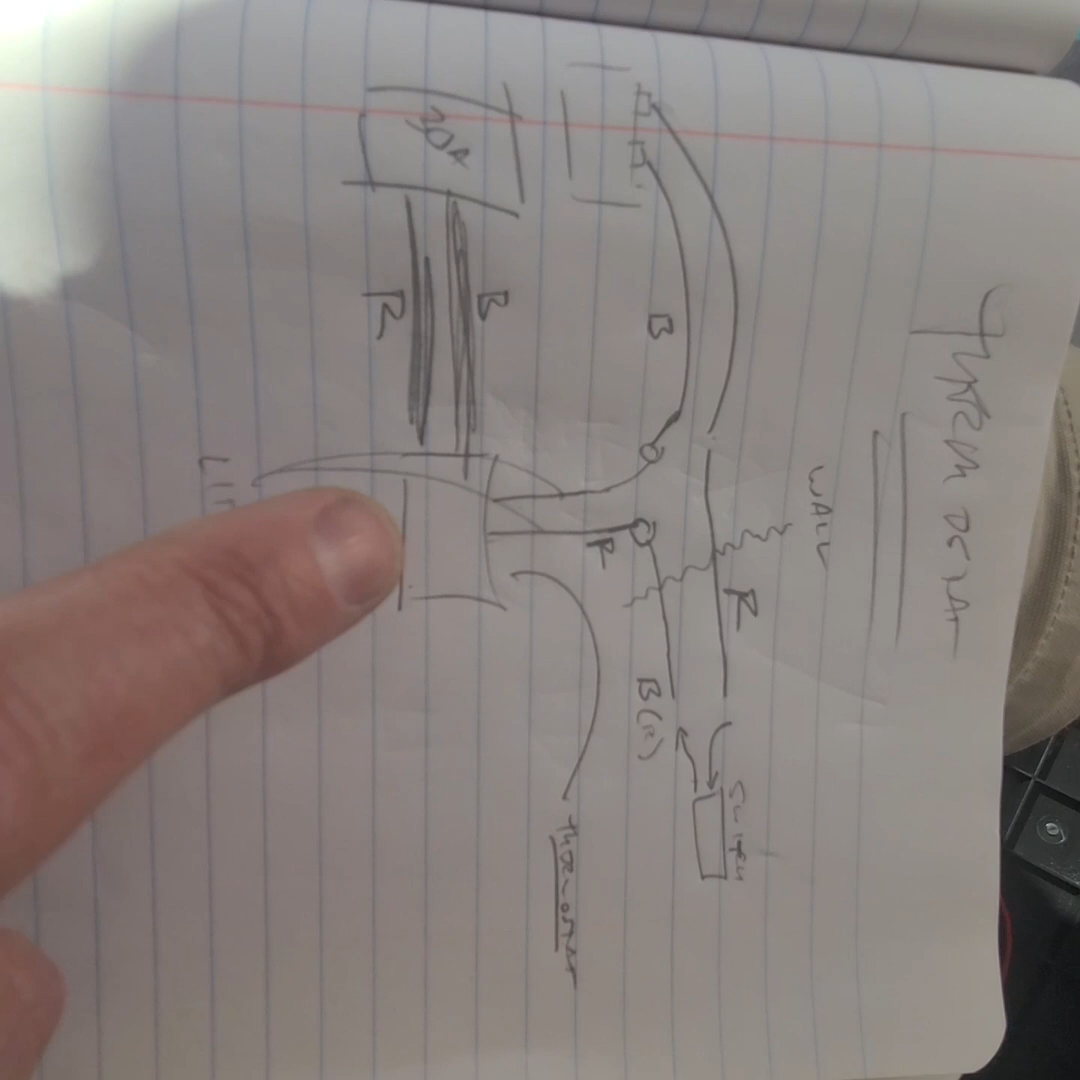 THERMOSTAT
WALL
SWITCH
R
B
B(R)
R
Thermostat
30A
B
R